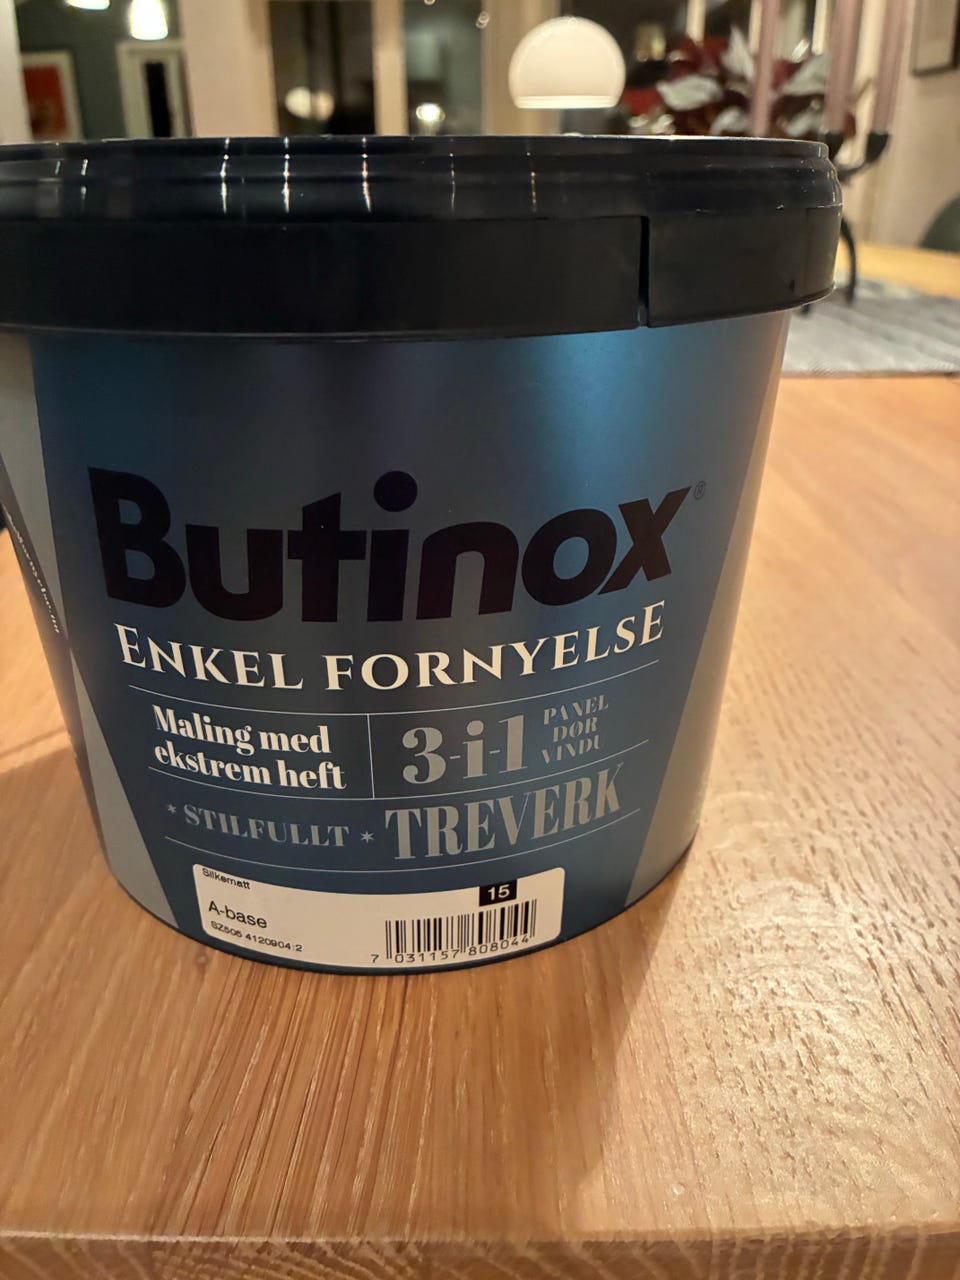 Butinox®
ENKEL FORNYELSE
Maling med
ekstrem heft
3-i-1
PANEL
DØR
VINDU
* STILFULLT * TREVERK
Silkematt
15
A-base
SZ505 4120904:2
7 031157 808044